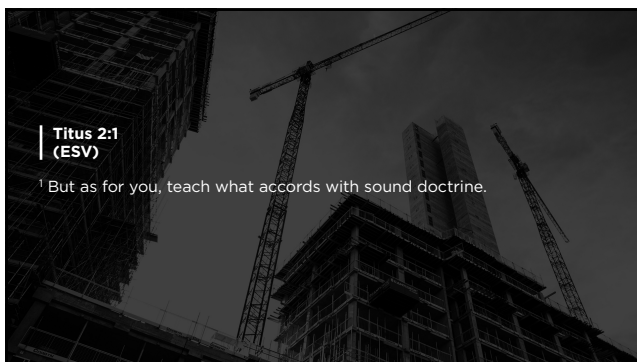 Titus 2:1
(ESV)
1 But as for you, teach what accords with sound doctrine.